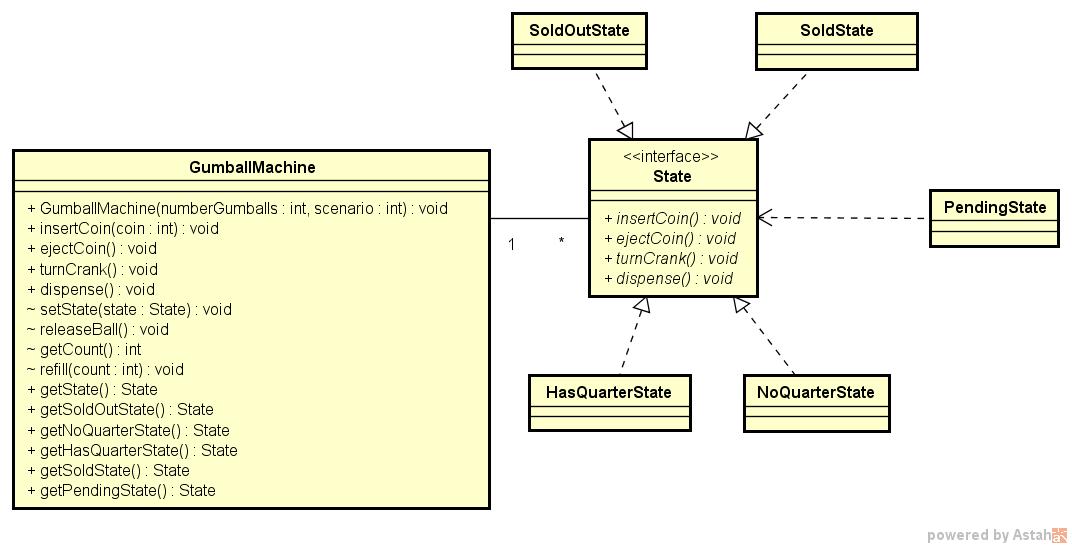 SoldOutState
SoldState
GumballMachine
+ GumballMachine(numberGumballs : int, scenario : int) : void
+ insertCoin(coin : int) : void
+ ejectCoin() : void
+ turnCrank() : void
+ dispense() : void
~ setState(state : State) : void
~ releaseBall() : void
~ getCount() : int
~ refill(count : int) : void
+ getState() : State
+ getSoldOutState() : State
+ getNoQuarterState() : State
+ getHasQuarterState() : State
+ getSoldState() : State
+ getPendingState() : State
1
*
<<interface>>
State
+ insertCoin() : void
+ ejectCoin() : void
+ turnCrank() : void
+ dispense() : void
PendingState
HasQuarterState
NoQuarterState
powered by Astah